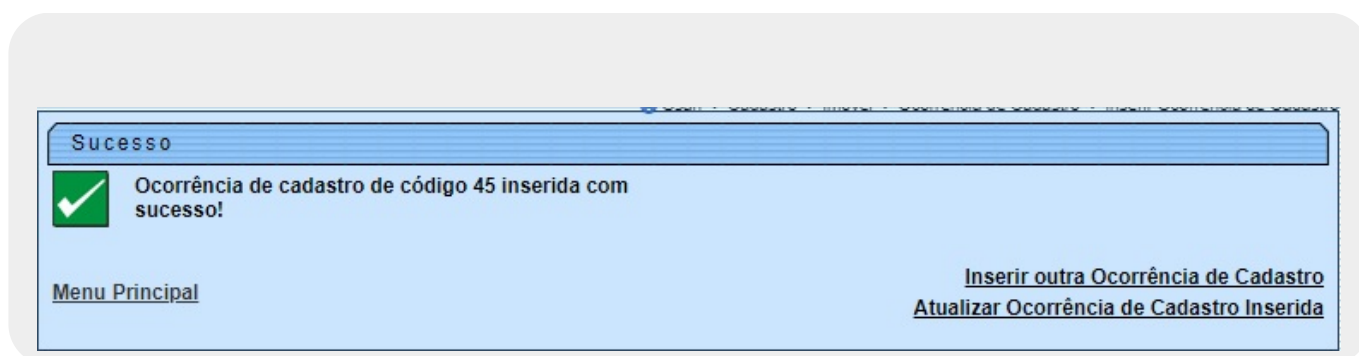 Sucesso
Ocorrência de cadastro de código 45 inserida com
sucesso!
Inserir outra Ocorrência de Cadastro
Menu Principal
Atualizar Ocorrência de Cadastro Inserida